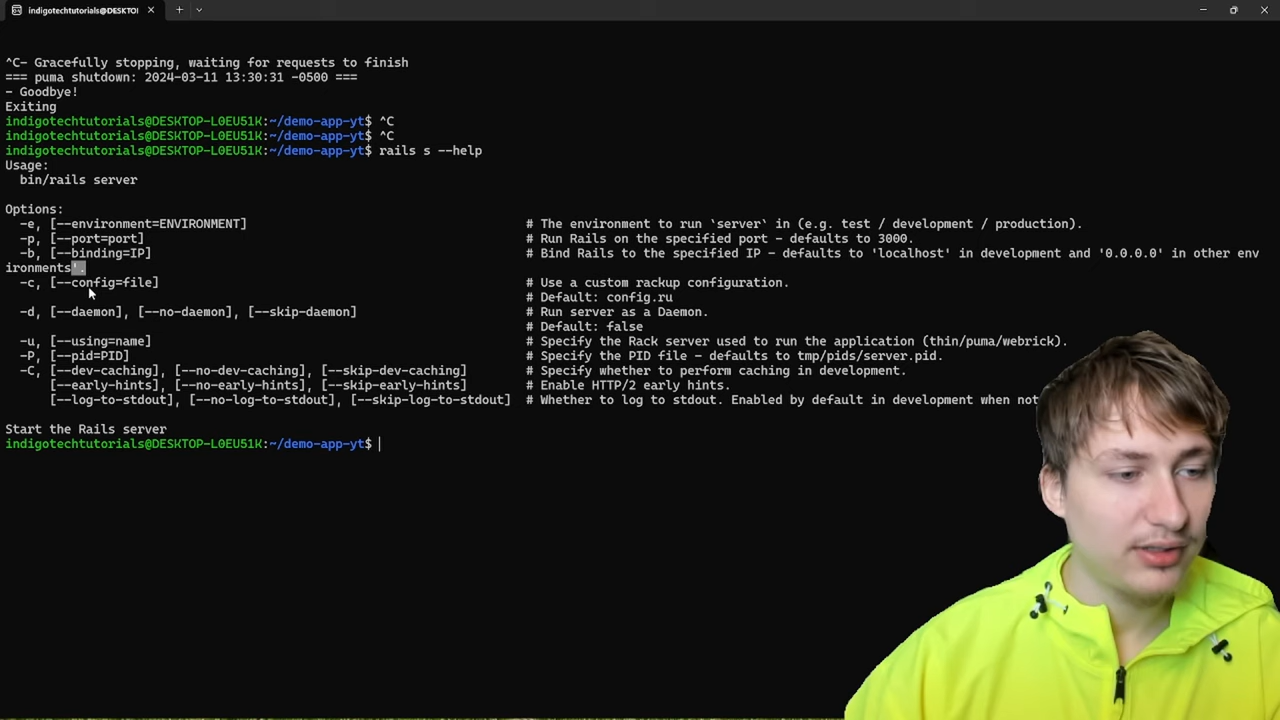 indigotechtutorials@DESKTO
^C- Gracefully stopping, waiting for requests to finish
=== puma shutdown: 2024-03-11 13:30:31 -0500 ===
- Goodbye!
Exiting
indigotechtutorials@DESKTOP-L0EU51K:~/demo-app-yt$ ^C
indigotechtutorials@DESKTOP-L0EU51K:~/demo-app-yt$ ^C
indigotechtutorials@DESKTOP-L0EU51K:~/demo-app-yt$ rails s --help
Usage:
bin/rails server
Options:
-e, [--environment=ENVIRONMENT] # The environment to run `server` in (e.g. test / development / production).
-p, [--port=port] # Run Rails on the specified port - defaults to 3000.
-b, [--binding=IP] # Bind Rails to the specified IP - defaults to 'localhost' in development and '0.0.0.0' in other env
ironments'.
-c, [--config=file] # Use a custom rackup configuration.
# Default: config.ru
-d, [--daemon], [--no-daemon], [--skip-daemon] # Run server as a Daemon.
# Default: false
-u, [--using=name] # Specify the Rack server used to run the application (thin/puma/webrick).
-P, [--pid=PID] # Specify the PID file - defaults to tmp/pids/server.pid.
-C, [--dev-caching], [--no-dev-caching], [--skip-dev-caching] # Specify whether to perform caching in development.
[--early-hints], [--no-early-hints], [--skip-early-hints] # Enable HTTP/2 early hints.
[--log-to-stdout], [--no-log-to-stdout], [--skip-log-to-stdout] # Whether to log to stdout. Enabled by default in development when not
Start the Rails server
indigotechtutorials@DESKTOP-L0EU51K:~/demo-app-yt$